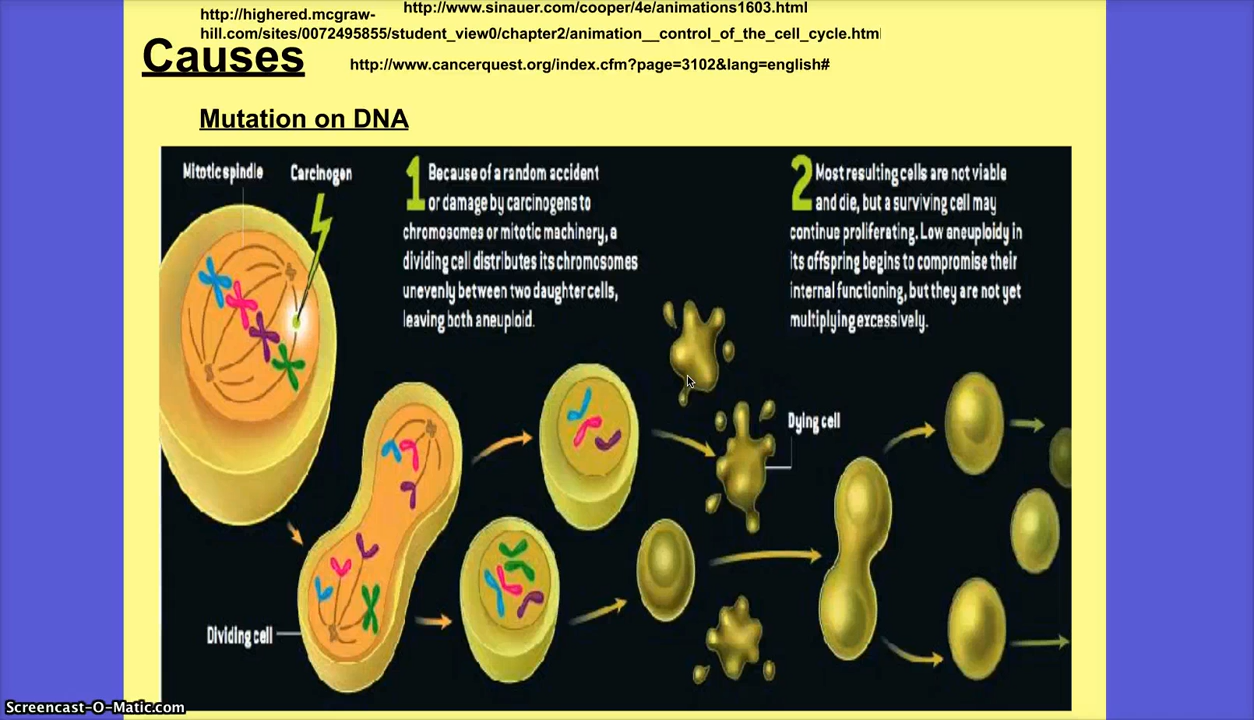 http://www.sinauer.com/cooper/4e/animations1603.html
http://highered.mcgraw-
hill.com/sites/0072495855/student_view0/chapter2/animation__control_of_the_cell_cycle.html
Causes
http://www.cancerquest.org/index.cfm?page=3102&lang=english#
Mutation on DNA
Mitotic spindle
Carcinogen
1 Because of a random accident
or damage by carcinogens to
chromosomes or mitotic machinery, a
dividing cell distributes its chromosomes
unevenly between two daughter cells,
leaving both aneuploid.
2 Most resulting cells are not viable
and die, but a surviving cell may
continue proliferating. Low aneuploidy in
its offspring begins to compromise their
internal functioning, but they are not yet
multiplying excessively.
Dying cell
Dividing cell
Screencast-O-Matic.com